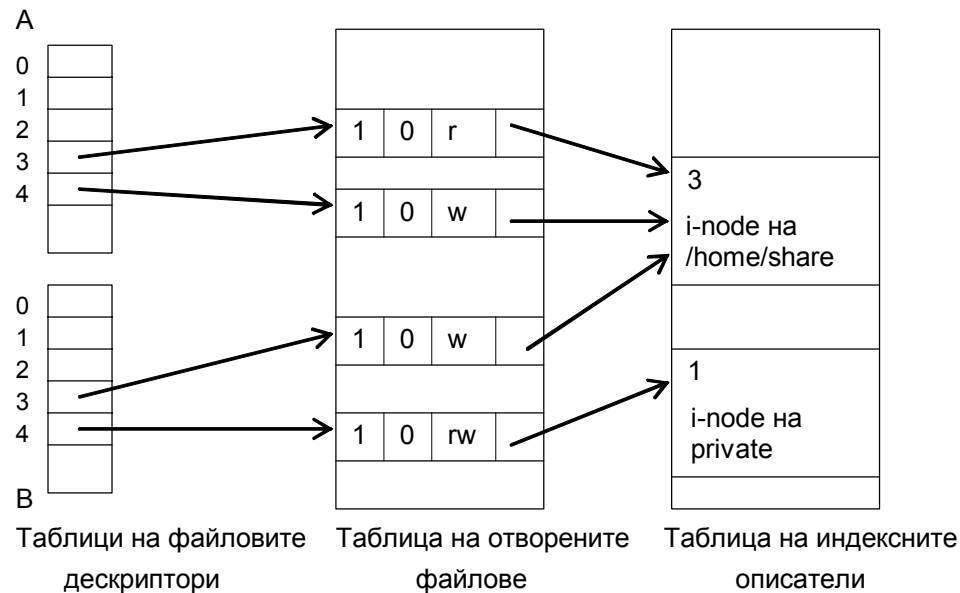 A
0
1
2
3
4
1 0 r
1 0 w
3
i-node на
/home/share
0
1
2
3
4
B
1 0 w
1 0 rw
1
i-node на
private
Таблици на файловите
дескриптори
Таблица на отворените
файлове
Таблица на индексните
описатели